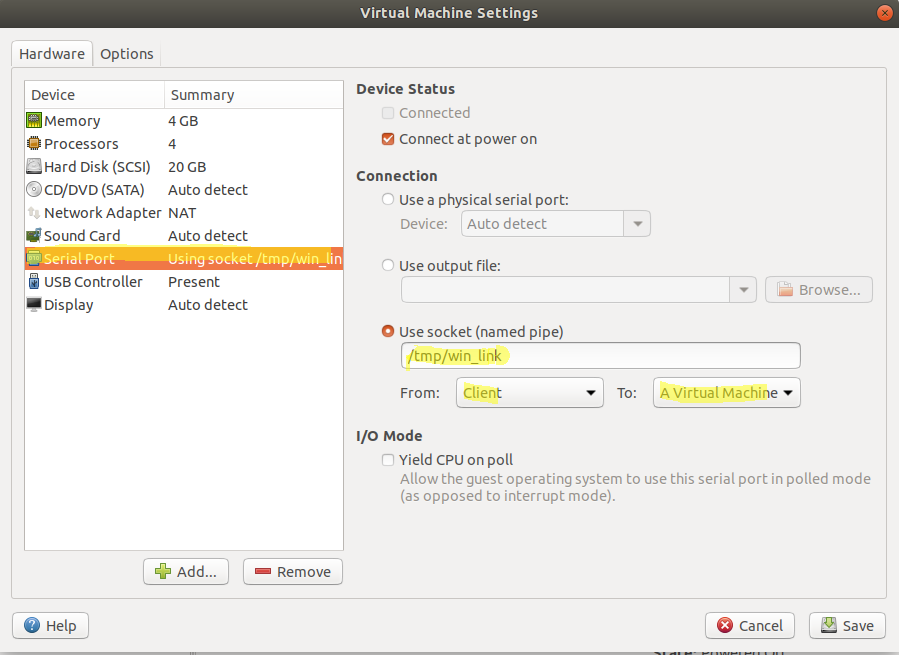 Virtual Machine Settings
Hardware Options
Device Summary
Memory 4 GB
Processors 4
Hard Disk (SCSI) 20 GB
CD/DVD (SATA) Auto detect
Network Adapter NAT
Sound Card Auto detect
Serial Port Using socket /tmp/win_lin
USB Controller Present
Display Auto detect
Add... Remove
Device Status
Connected
Connect at power on
Connection
Use a physical serial port:
Device: Auto detect
Use output file:
Browse...
Use socket (named pipe)
/tmp/win_link
From: Client To: A Virtual Machine
I/O Mode
Yield CPU on poll
Allow the guest operating system to use this serial port in polled mode
(as opposed to interrupt mode).
Help Cancel Save